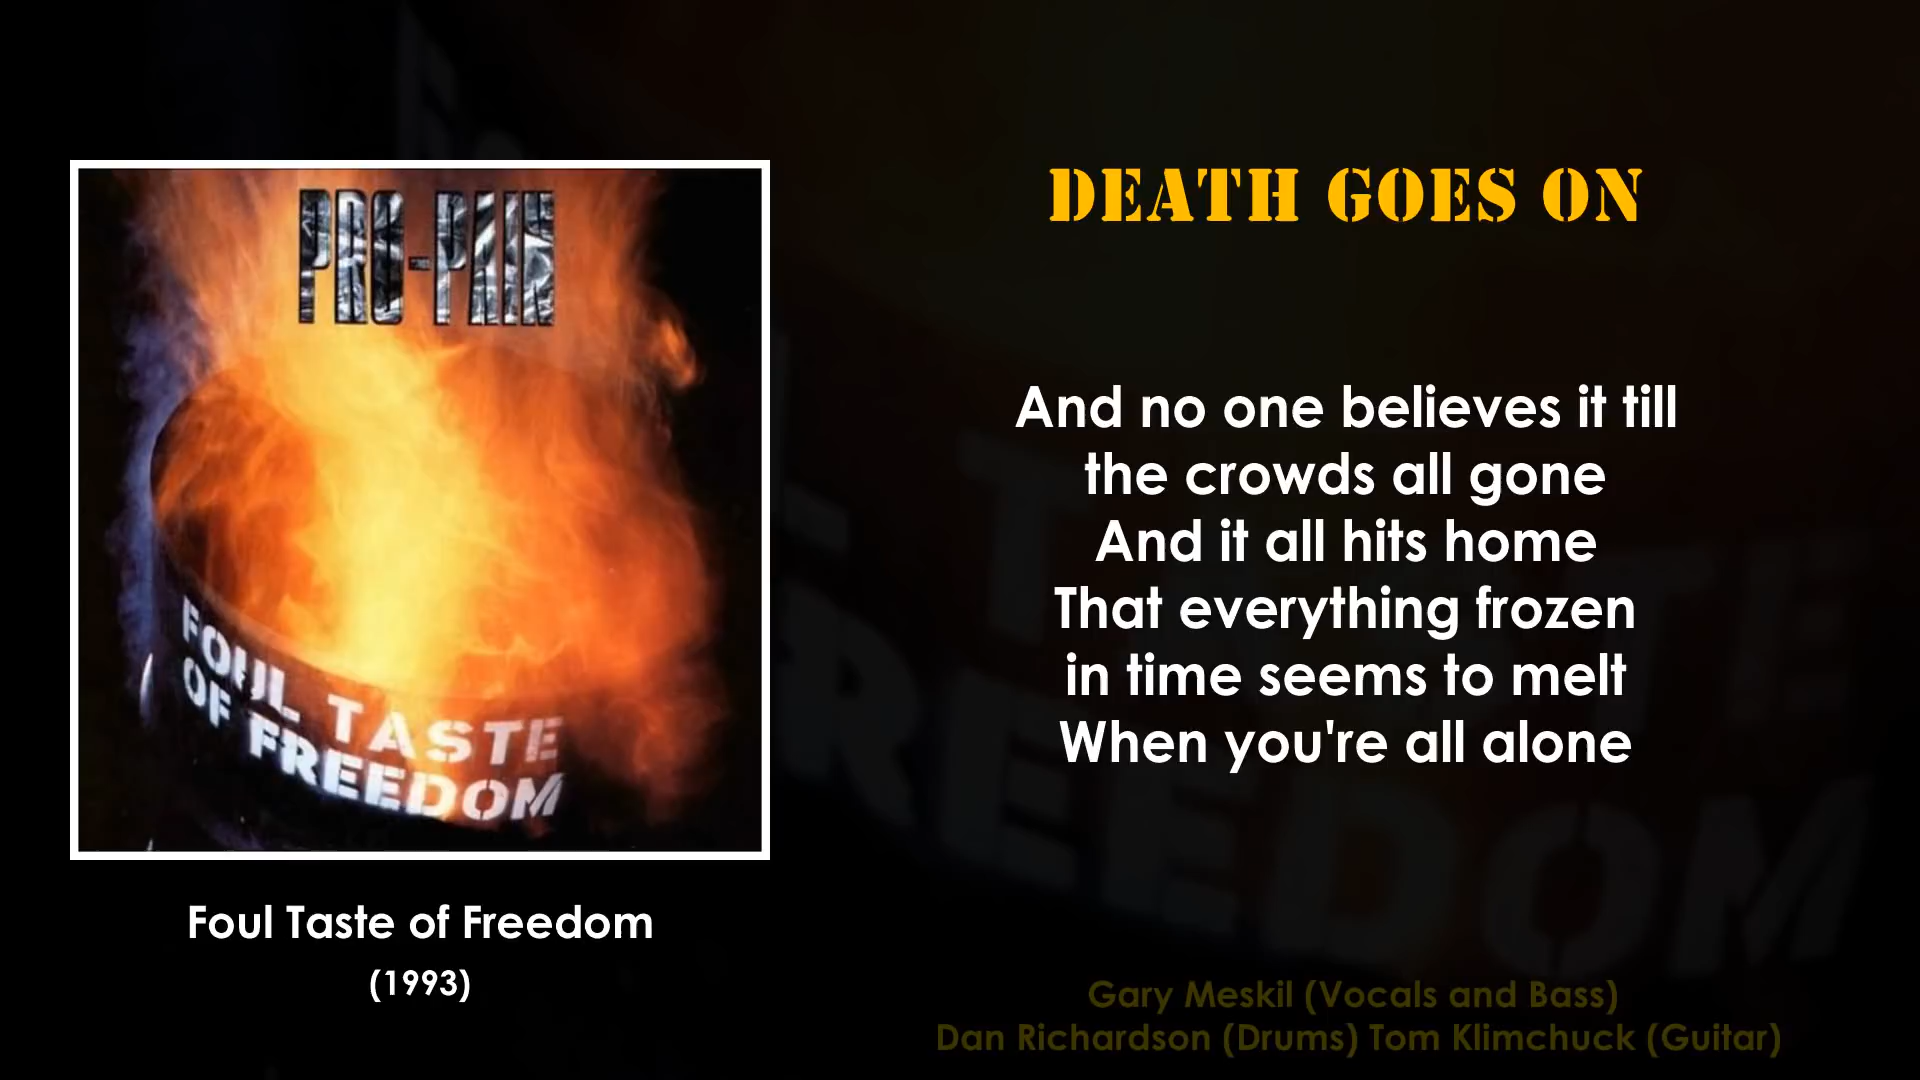 PRO-PAIN
FOUL TASTE
OF FREEDOM
Foul Taste of Freedom
(1993)
DEATH GOES ON
And no one believes it till
the crowds all gone
And it all hits home
That everything frozen
in time seems to melt
When you're all alone
Gary Meskil (Vocals and Bass)
Dan Richardson (Drums) Tom Klimchuck (Guitar)